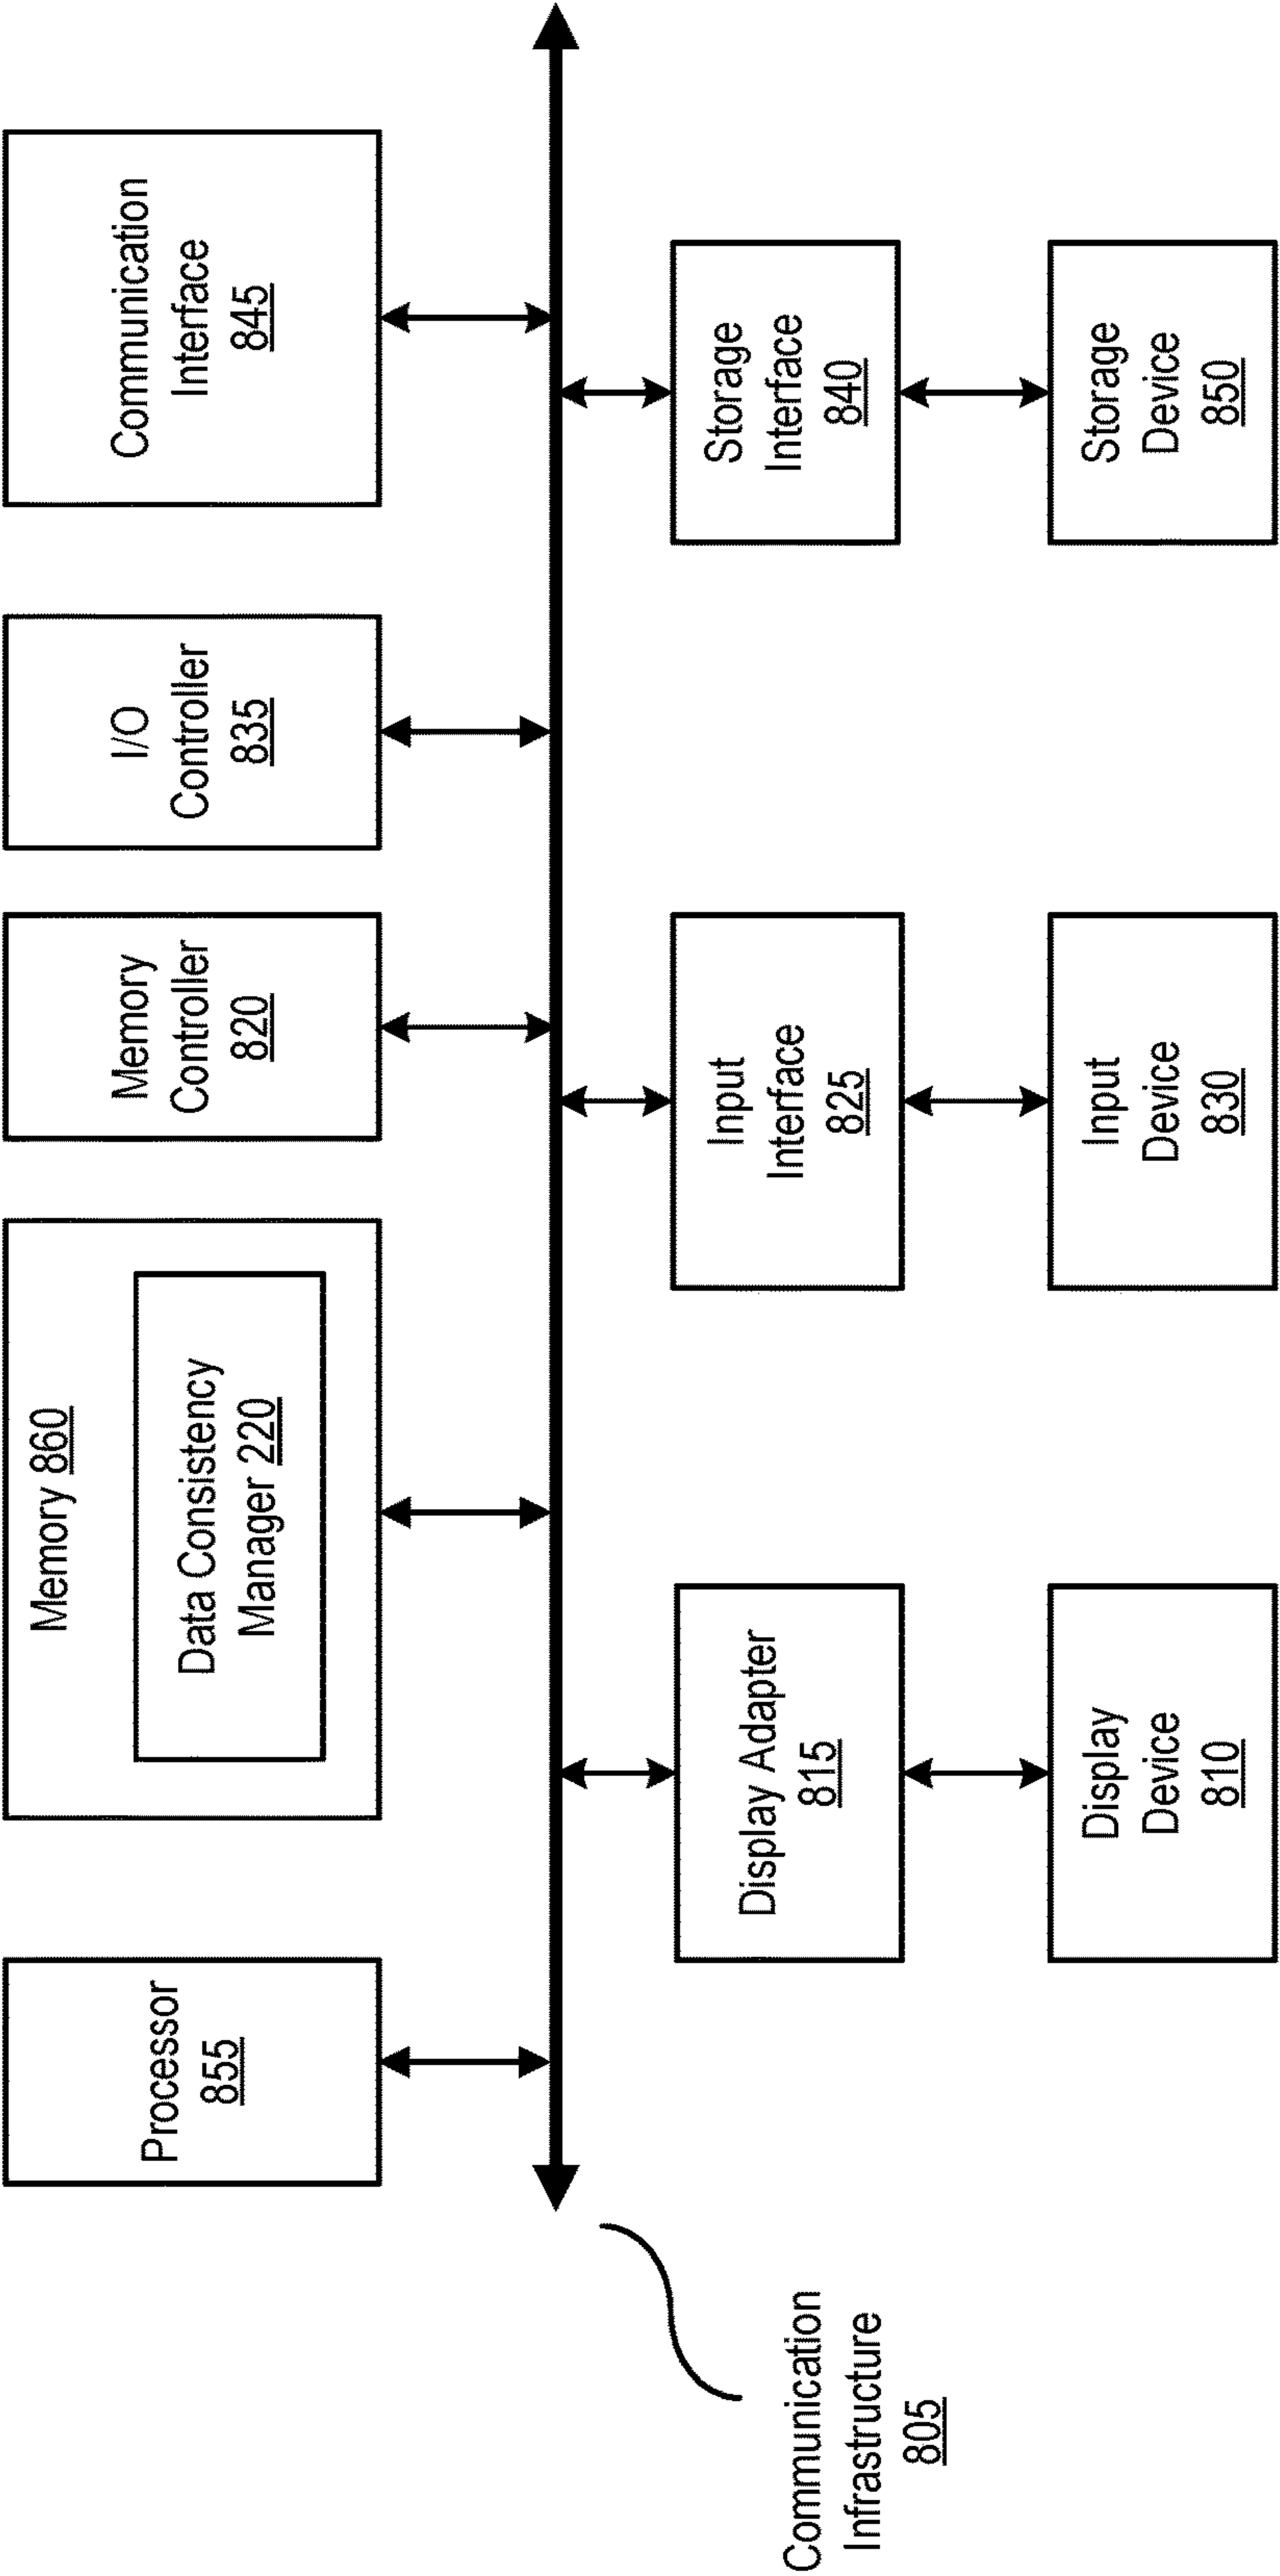 Processor
855
Memory 860
Data Consistency
Manager 220
Memory
Controller
820
I/O
Controller
835
Communication
Interface
845
Communication
Infrastructure
805
Display Adapter
815
Input
Interface
825
Storage
Interface
840
Display
Device
810
Input
Device
830
Storage
Device
850